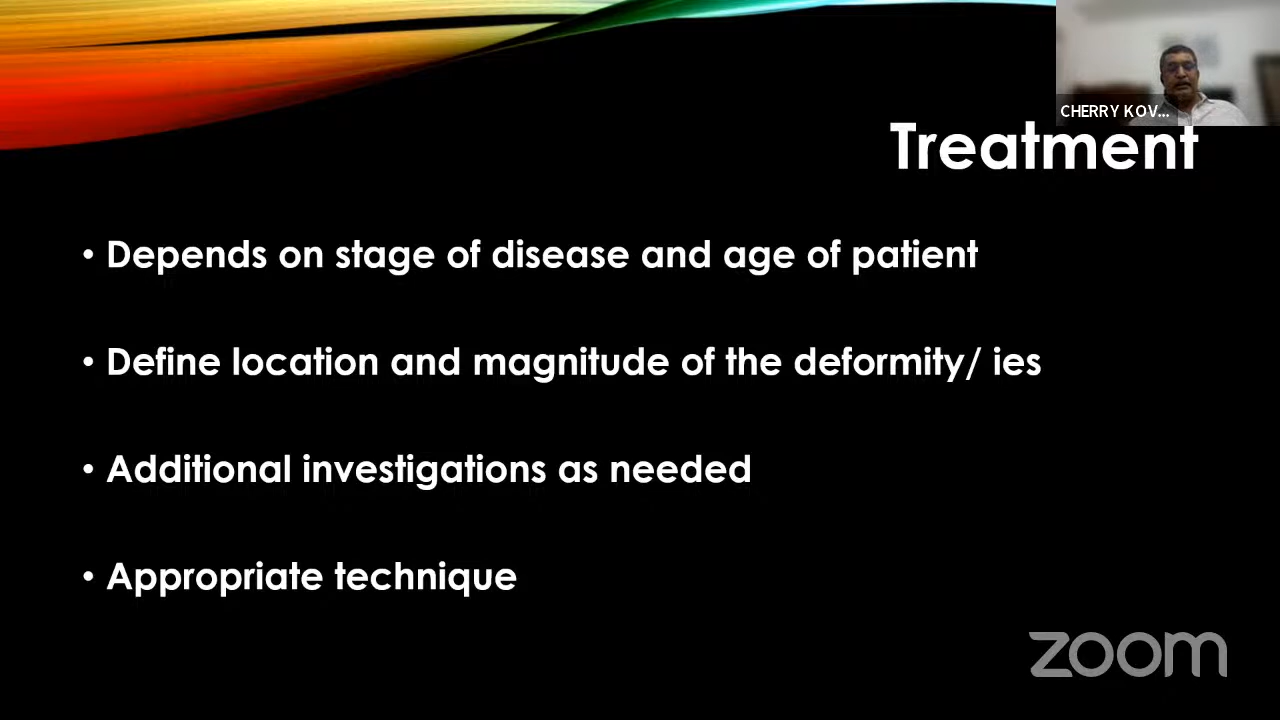 CHERRY KOV...
Treatment
• Depends on stage of disease and age of patient
• Define location and magnitude of the deformity/ ies
• Additional investigations as needed
• Appropriate technique
zoom